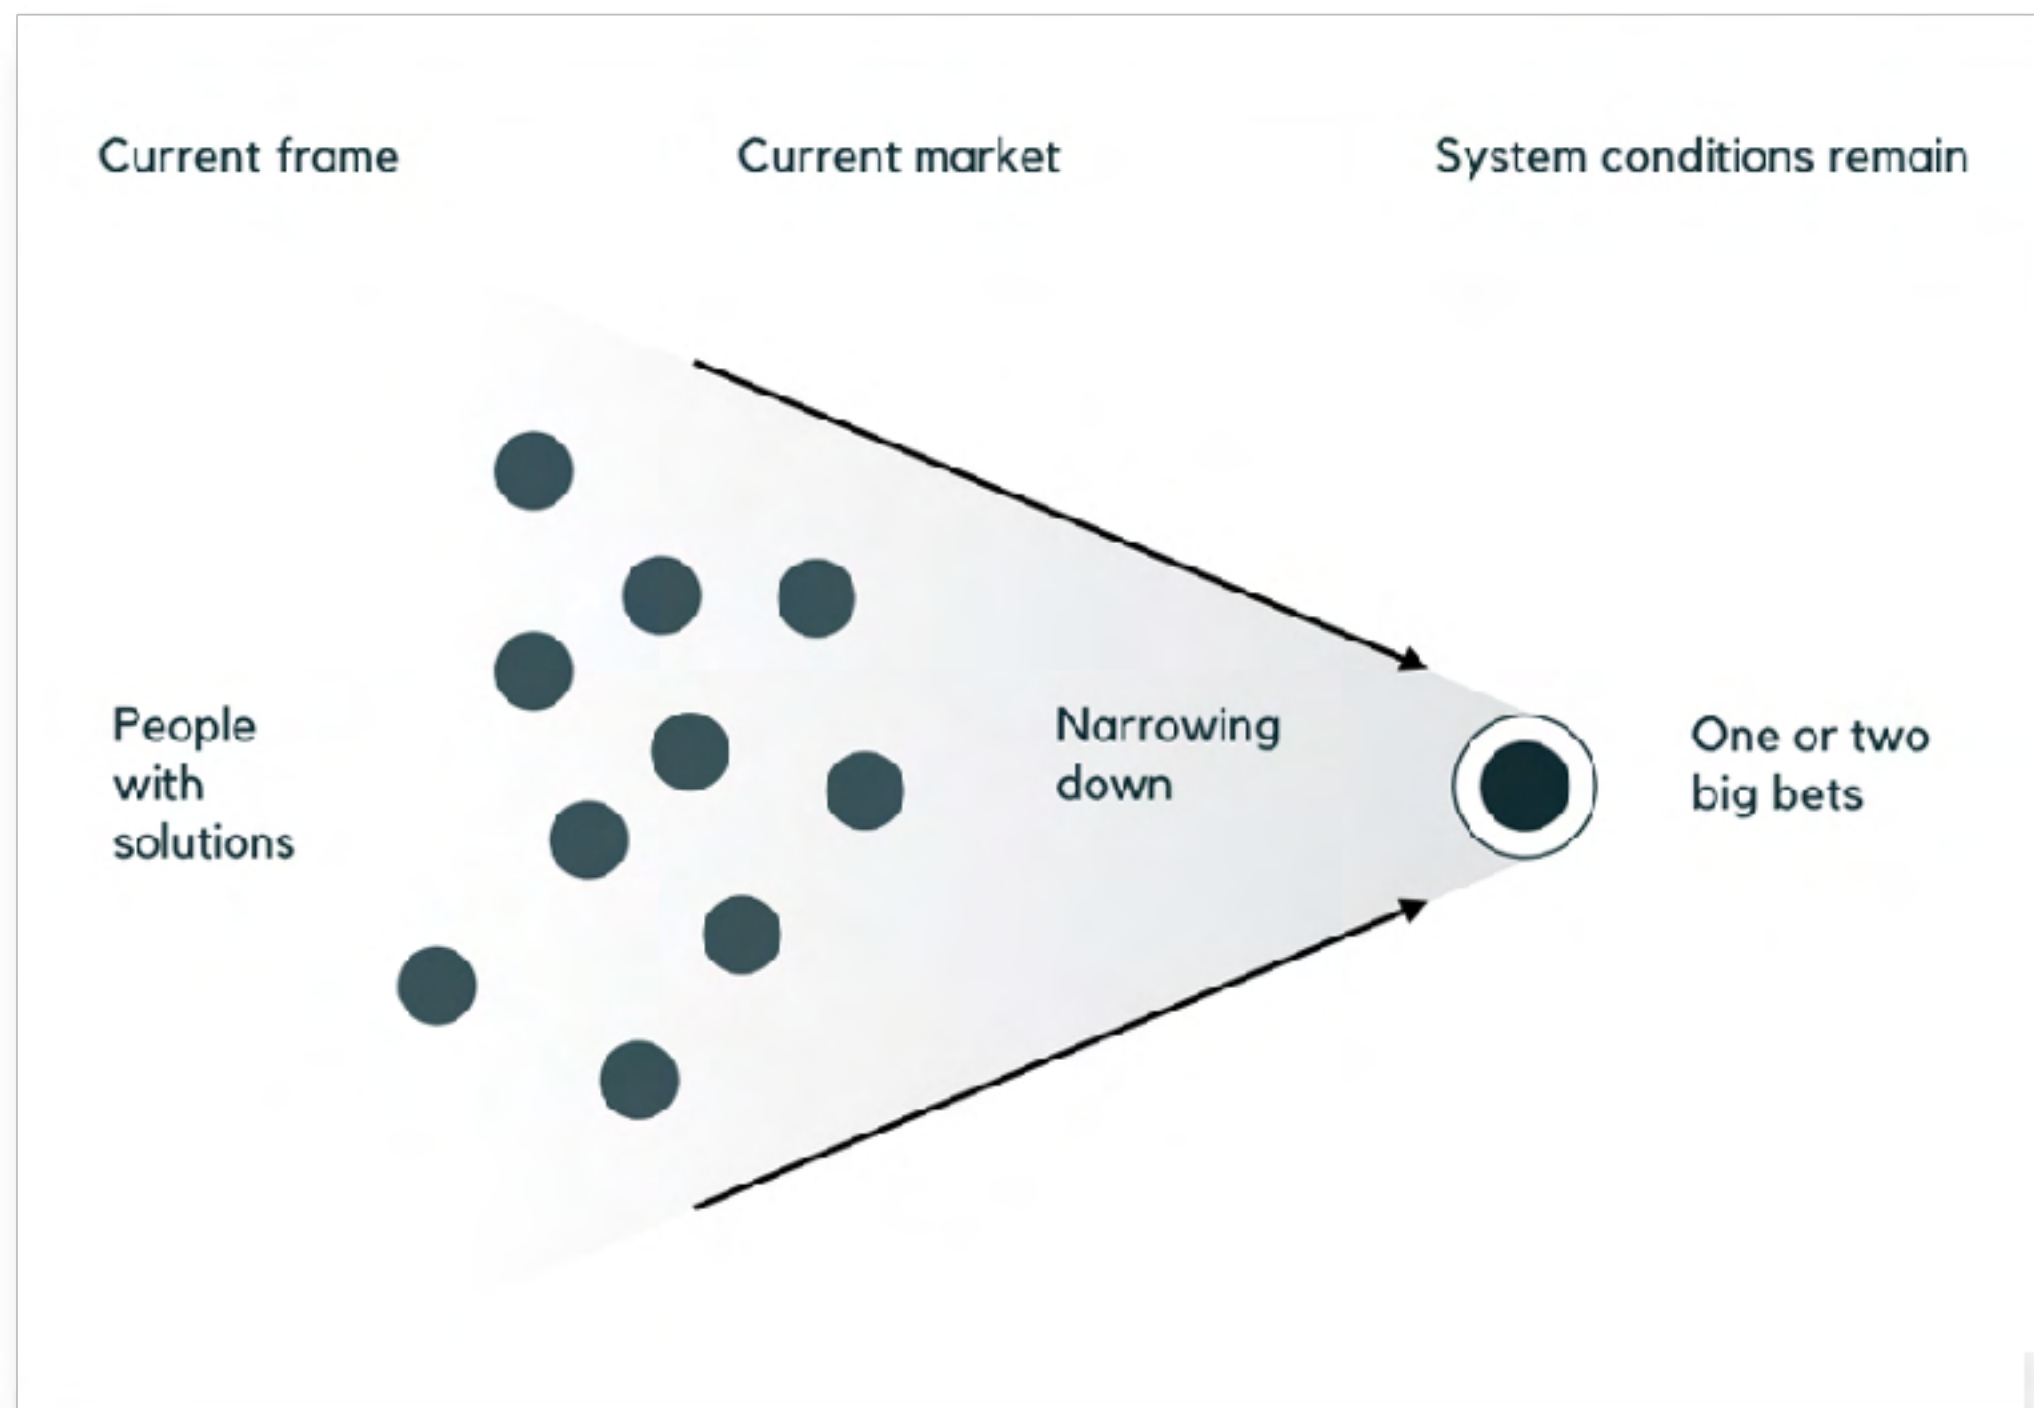 Current frame
Current market
System conditions remain
People
with
solutions
Narrowing
down
One or two
big bets